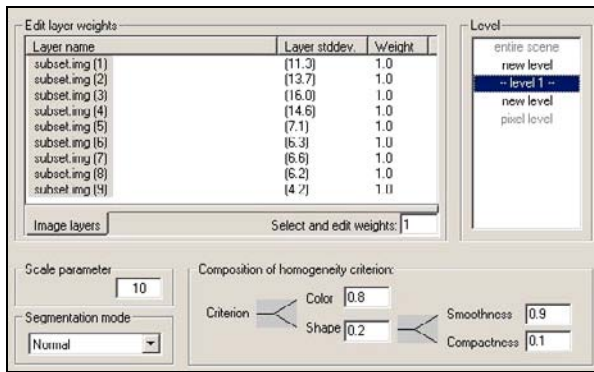 Edit layer weights
Level
Layer name Layer stddev. Weight
subset.img (1) (11.3) 1.0
subset.img (2) (13.7) 1.0
subset.img (3) (16.0) 1.0
subset.img (4) (14.6) 1.0
subset.img (5) (7.1) 1.0
subset.img (6) (6.3) 1.0
subset.img (7) (6.6) 1.0
subset.img (8) (6.2) 1.0
subset.img (9) (4.2) 1.0
entire scene
new level
-- level 1 --
new level
pixel level
Image layers
Select and edit weights: 1
Scale parameter
10
Segmentation mode
Normal
Composition of homogeneity criterion:
Criterion
Color 0.8
Shape 0.2
Smoothness 0.9
Compactness 0.1